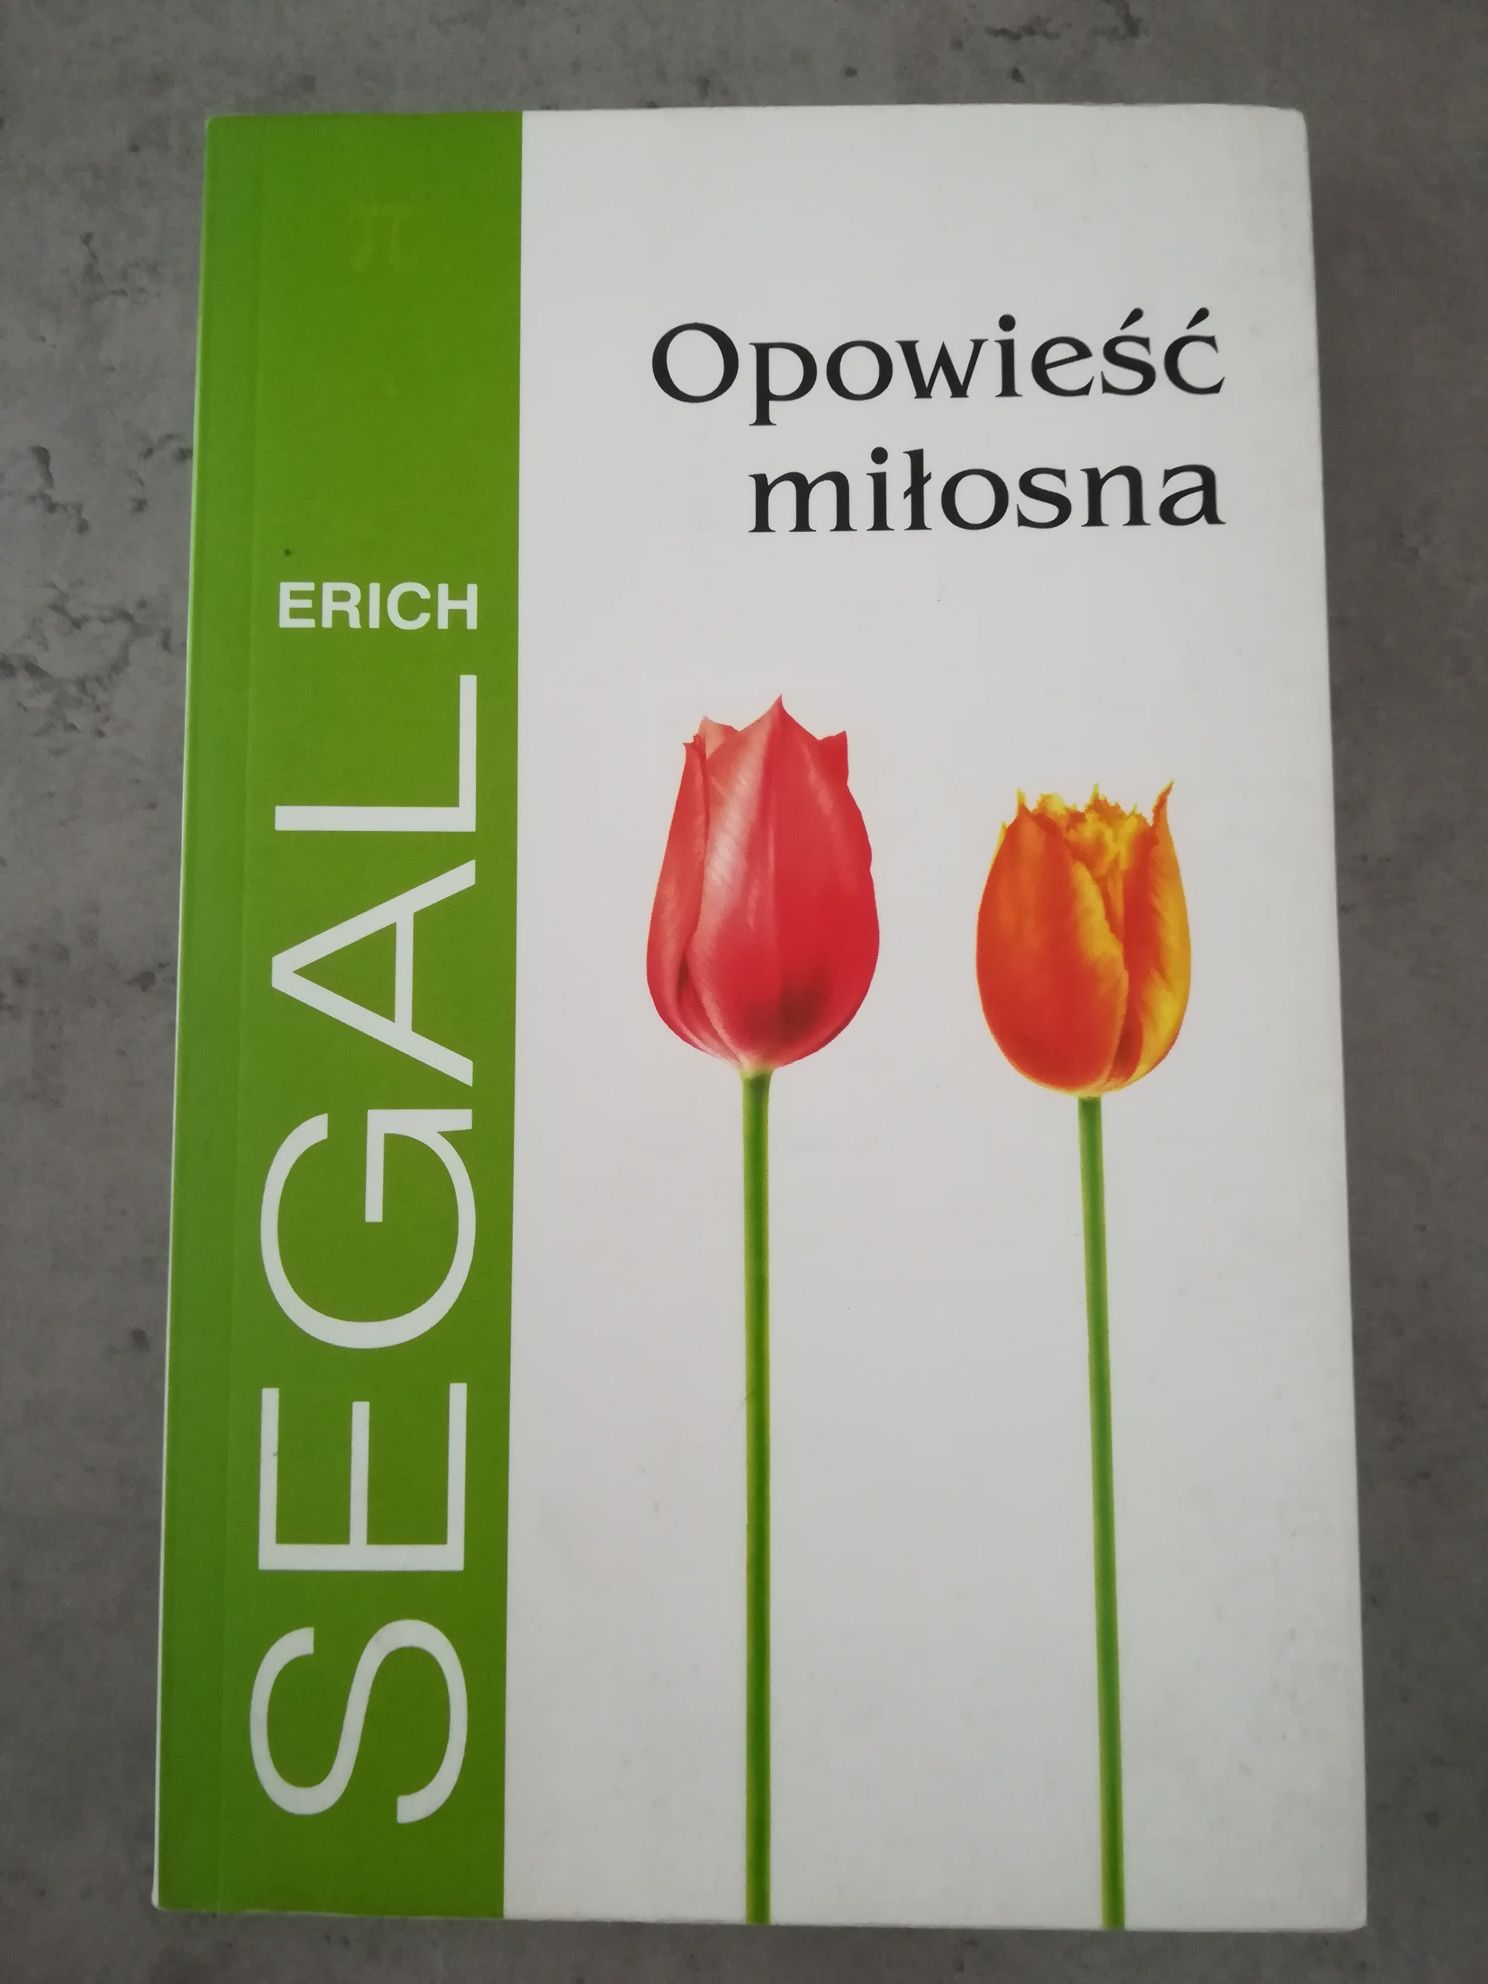 Opowieść
miłosna
ERICH
SEGAL